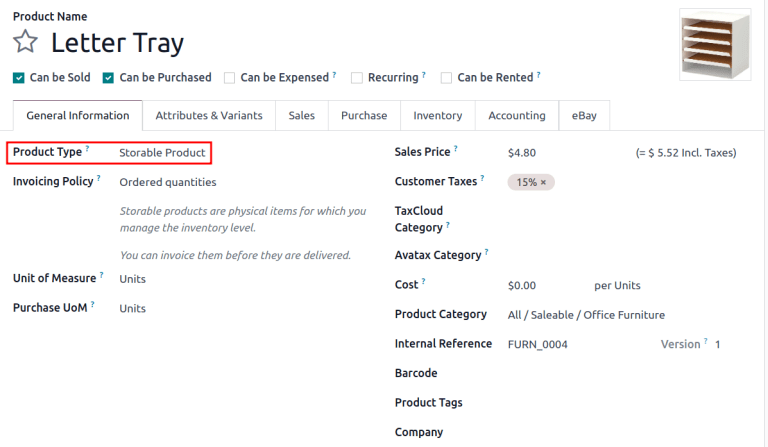 Product Name
Letter Tray
Can be Sold Can be Purchased Can be Expensed ? Recurring ? Can be Rented ?
General Information Attributes & Variants Sales Purchase Inventory Accounting eBay
Product Type ? Storable Product
Invoicing Policy ? Ordered quantities
Storable products are physical items for which you
manage the inventory level.
You can invoice them before they are delivered.
Unit of Measure ? Units
Purchase UoM ? Units
Sales Price ? $4.80 (= $ 5.52 Incl. Taxes)
Customer Taxes ? 15% ×
TaxCloud
Category ?
Avatax Category ?
Cost ? $0.00 per Units
Product Category All / Saleable / Office Furniture
Internal Reference FURN_0004 Version ? 1
Barcode
Product Tags
Company